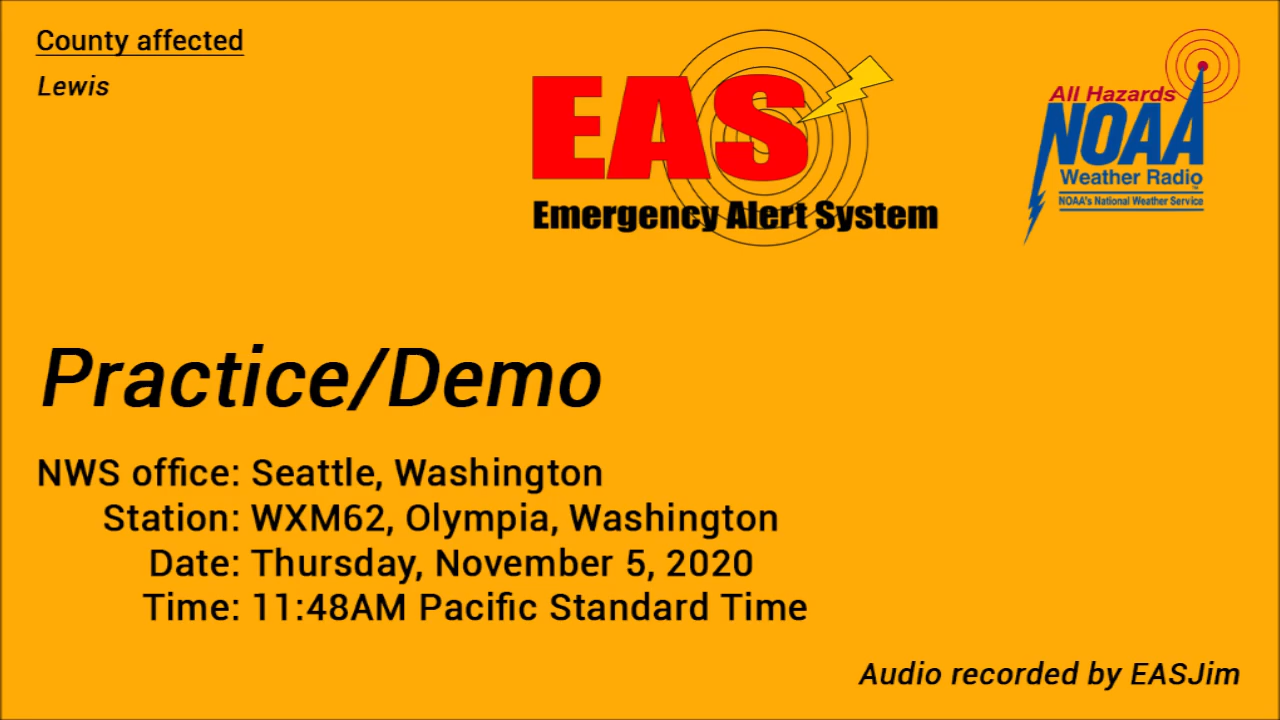 County affected
Lewis
EAS
Emergency Alert System
All Hazards
NOAA
Weather Radio™
NOAA's National Weather Service
Practice/Demo
NWS office: Seattle, Washington
Station: WXM62, Olympia, Washington
Date: Thursday, November 5, 2020
Time: 11:48AM Pacific Standard Time
Audio recorded by EASJim